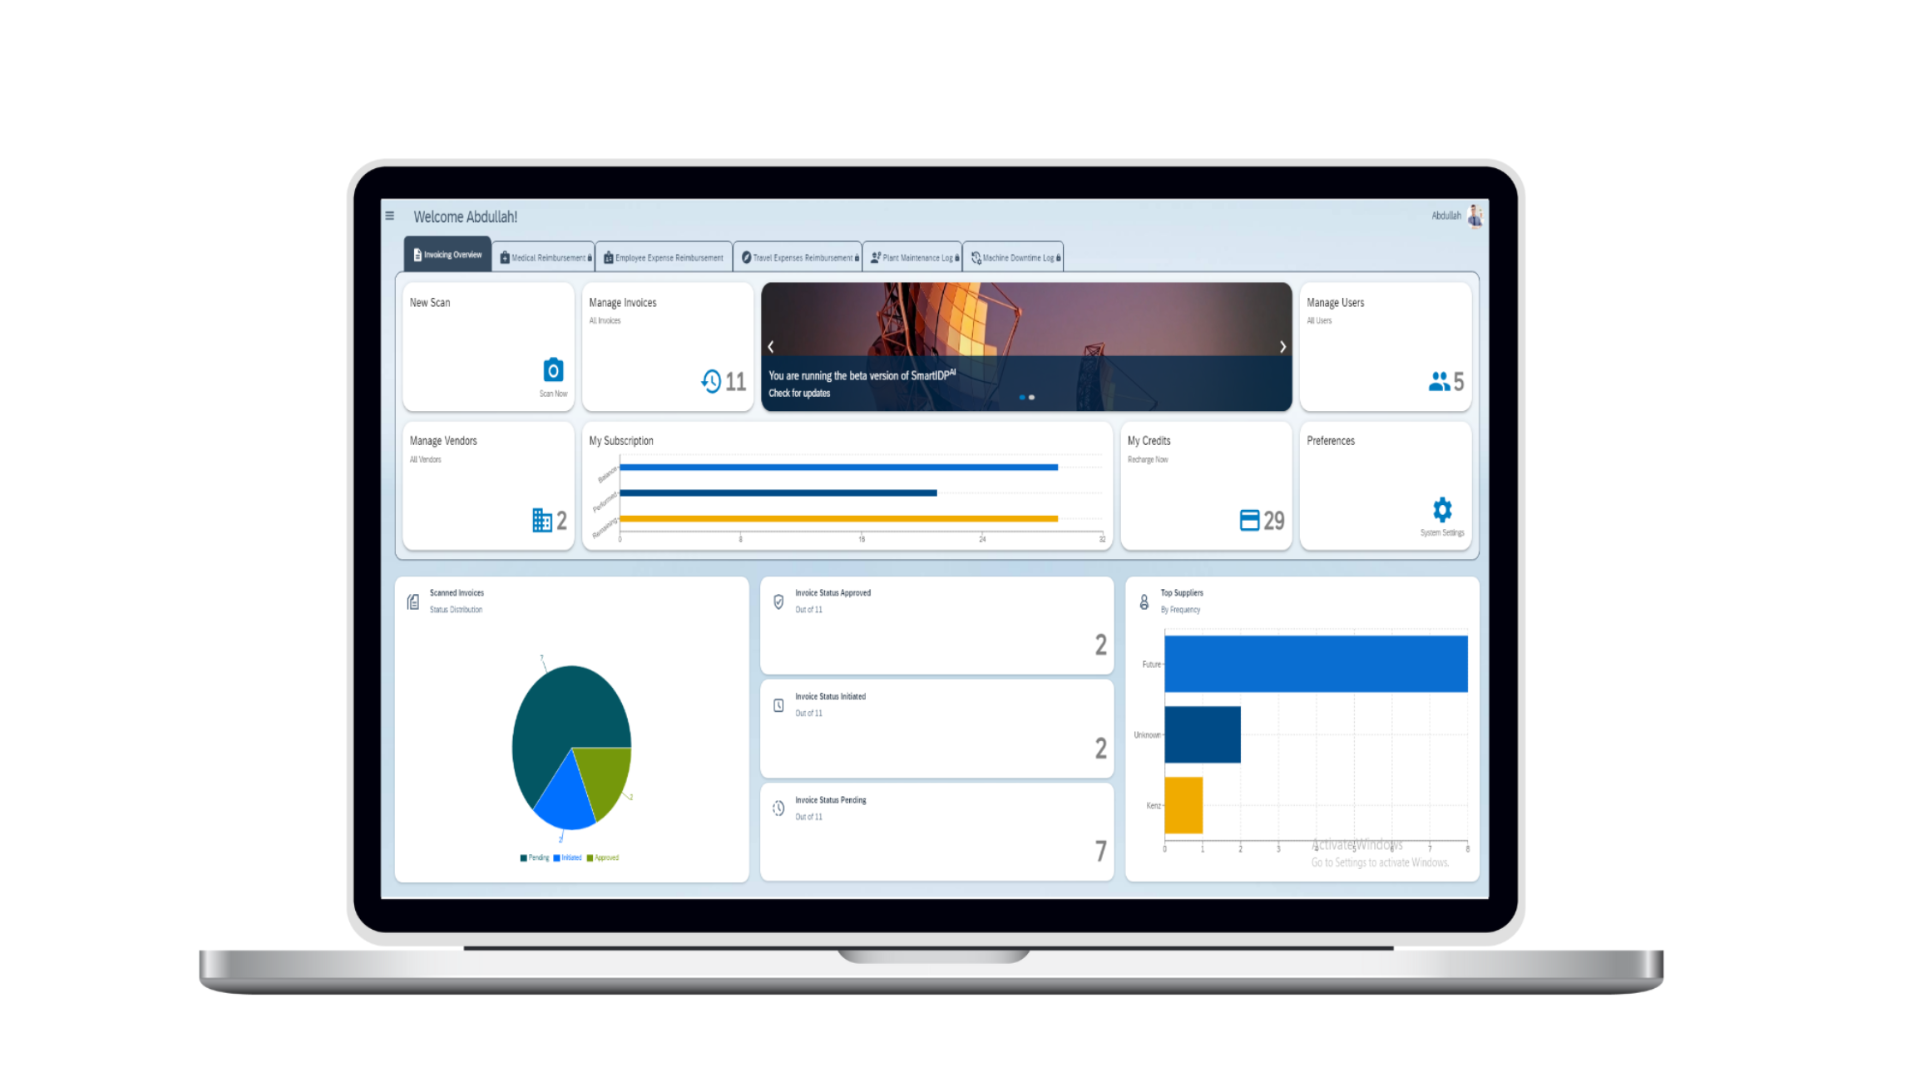 Welcome Abdullah!
Abdullah
Invoicing Overview
Medical Reimbursement
Employee Expense Reimbursement
Travel Expenses Reimbursement
Plant Maintenance Log
Machine Downtime Log
New Scan
Scan Now
Manage Invoices
All Invoices
11
You are running the beta version of SmartIDP^AI
Check for updates
Manage Users
All Users
5
Manage Vendors
All Vendors
2
My Subscription
Balance
Performed
Remaining
0 8 16 24 32
My Credits
Recharge Now
29
Preferences
System Settings
Scanned Invoices
Status Distribution
7
2
2
Pending Initiated Approved
Invoice Status Approved
Out of 11
2
Invoice Status Initiated
Out of 11
2
Invoice Status Pending
Out of 11
7
Top Suppliers
By Frequency
Future
Unknown
Kenz
0 1 2 3 4 5 6 7 8
Activate Windows
Go to Settings to activate Windows.